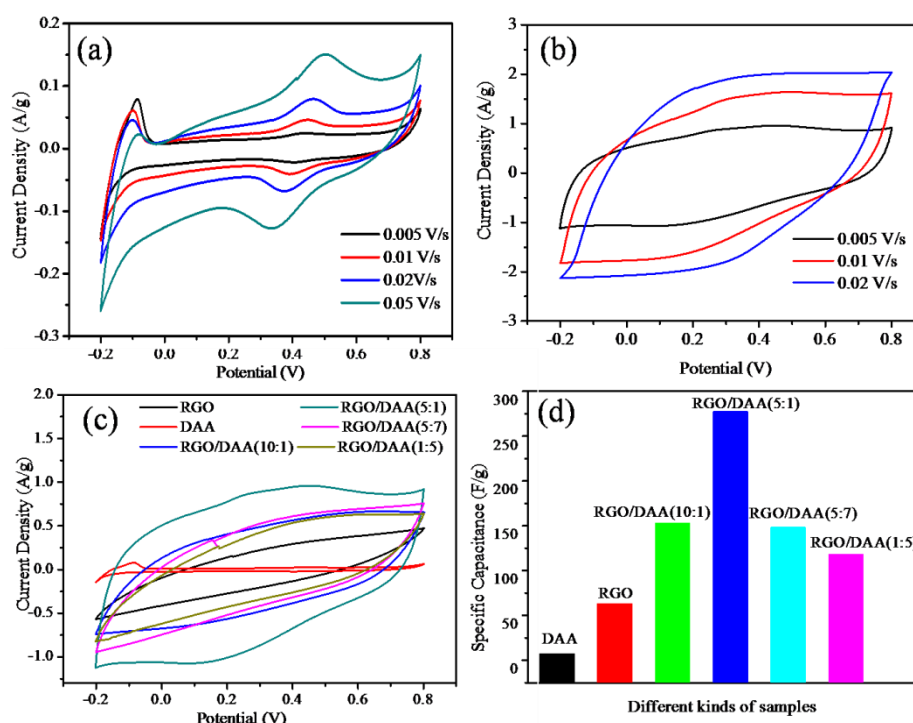 (a)
Current Density (A/g)
0.2
0.1
0.0
-0.1
-0.2
-0.3
0.005 V/s
0.01 V/s
0.02V/s
0.05 V/s
-0.2 0.0 0.2 0.4 0.6 0.8
Potential (V)
(b)
Current Density (A/g)
3
2
1
0
-1
-2
-3
0.005 V/s
0.01 V/s
0.02 V/s
-0.2 0.0 0.2 0.4 0.6 0.8
Potential (V)
(c)
Current Density (A/g)
2.0
1.5
1.0
0.5
0.0
-0.5
-1.0
RGO
DAA
RGO/DAA(10:1)
RGO/DAA(5:1)
RGO/DAA(5:7)
RGO/DAA(1:5)
-0.2 0.0 0.2 0.4 0.6 0.8
Potential (V)
(d)
Specific Capacitance (F/g)
300
250
200
150
100
50
0
DAA
RGO
RGO/DAA(10:1)
RGO/DAA(5:1)
RGO/DAA(5:7)
RGO/DAA(1:5
Different kinds of samples